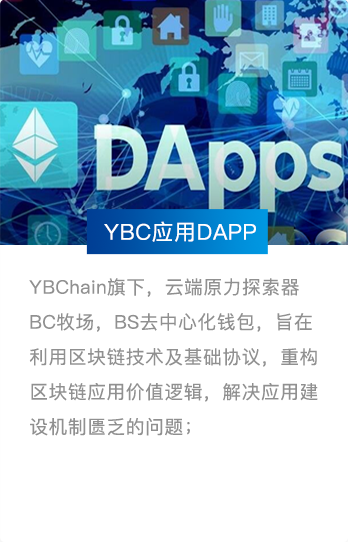 DApps
YBC应用DAPP
YBChain旗下，云端原力探索器
BC牧场，BS去中心化钱包，旨在
利用区块链技术及基础协议，重构
区块链应用价值逻辑，解决应用建
设机制匮乏的问题；